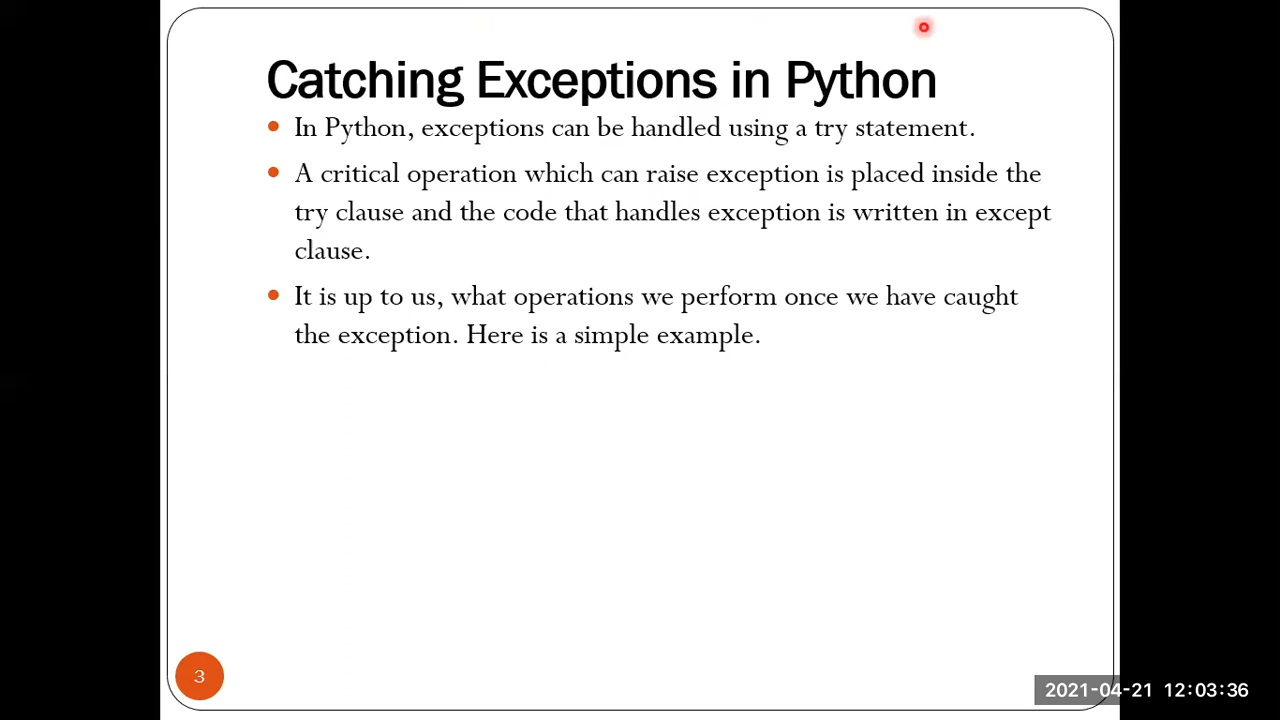 Catching Exceptions in Python
In Python, exceptions can be handled using a try statement.
A critical operation which can raise exception is placed inside the
try clause and the code that handles exception is written in except
clause.
It is up to us, what operations we perform once we have caught
the exception. Here is a simple example.
3
2021-04-21 12:03:36